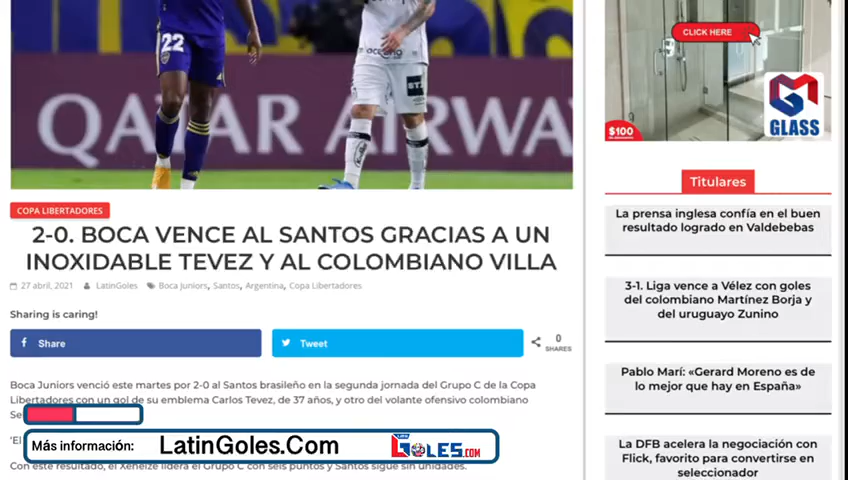 22
STX
QATAR AIRWAY
COPA LIBERTADORES
2-0. BOCA VENCE AL SANTOS GRACIAS A UN
INOXIDABLE TEVEZ Y AL COLOMBIANO VILLA
27 abril, 2021 LatinGoles Boca Juniors, Santos, Argentina, Copa Libertadores
Sharing is caring!
Share
Tweet
0
SHARES
Boca Juniors venció este martes por 2-0 al Santos brasileño en la segunda jornada del Grupo C de la Copa
Libertadores con un gol de su emblema Carlos Tevez, de 37 años, y otro del volante ofensivo colombiano
Se
'El
Más información: LatinGoles.Com GOLES.COM
Con este resultado, el Xeneize lidera el Grupo C con seis puntos y Santos sigue sin unidades.
CLICK HERE
$100
GLASS
Titulares
La prensa inglesa confía en el buen
resultado logrado en Valdebebas
3-1. Liga vence a Vélez con goles
del colombiano Martínez Borja y
del uruguayo Zunino
Pablo Marí: «Gerard Moreno es de
lo mejor que hay en España»
La DFB acelera la negociación con
Flick, favorito para convertirse en
seleccionador